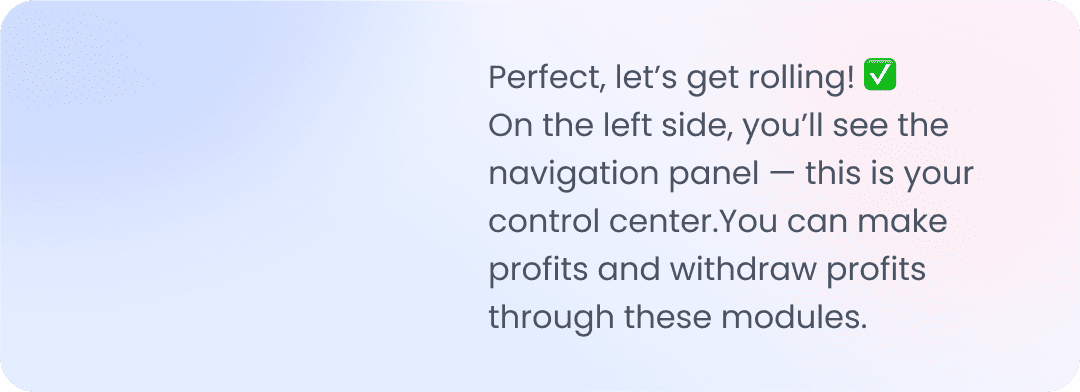 Perfect, let’s get rolling! ✅
On the left side, you’ll see the
navigation panel — this is your
control center.You can make
profits and withdraw profits
through these modules.